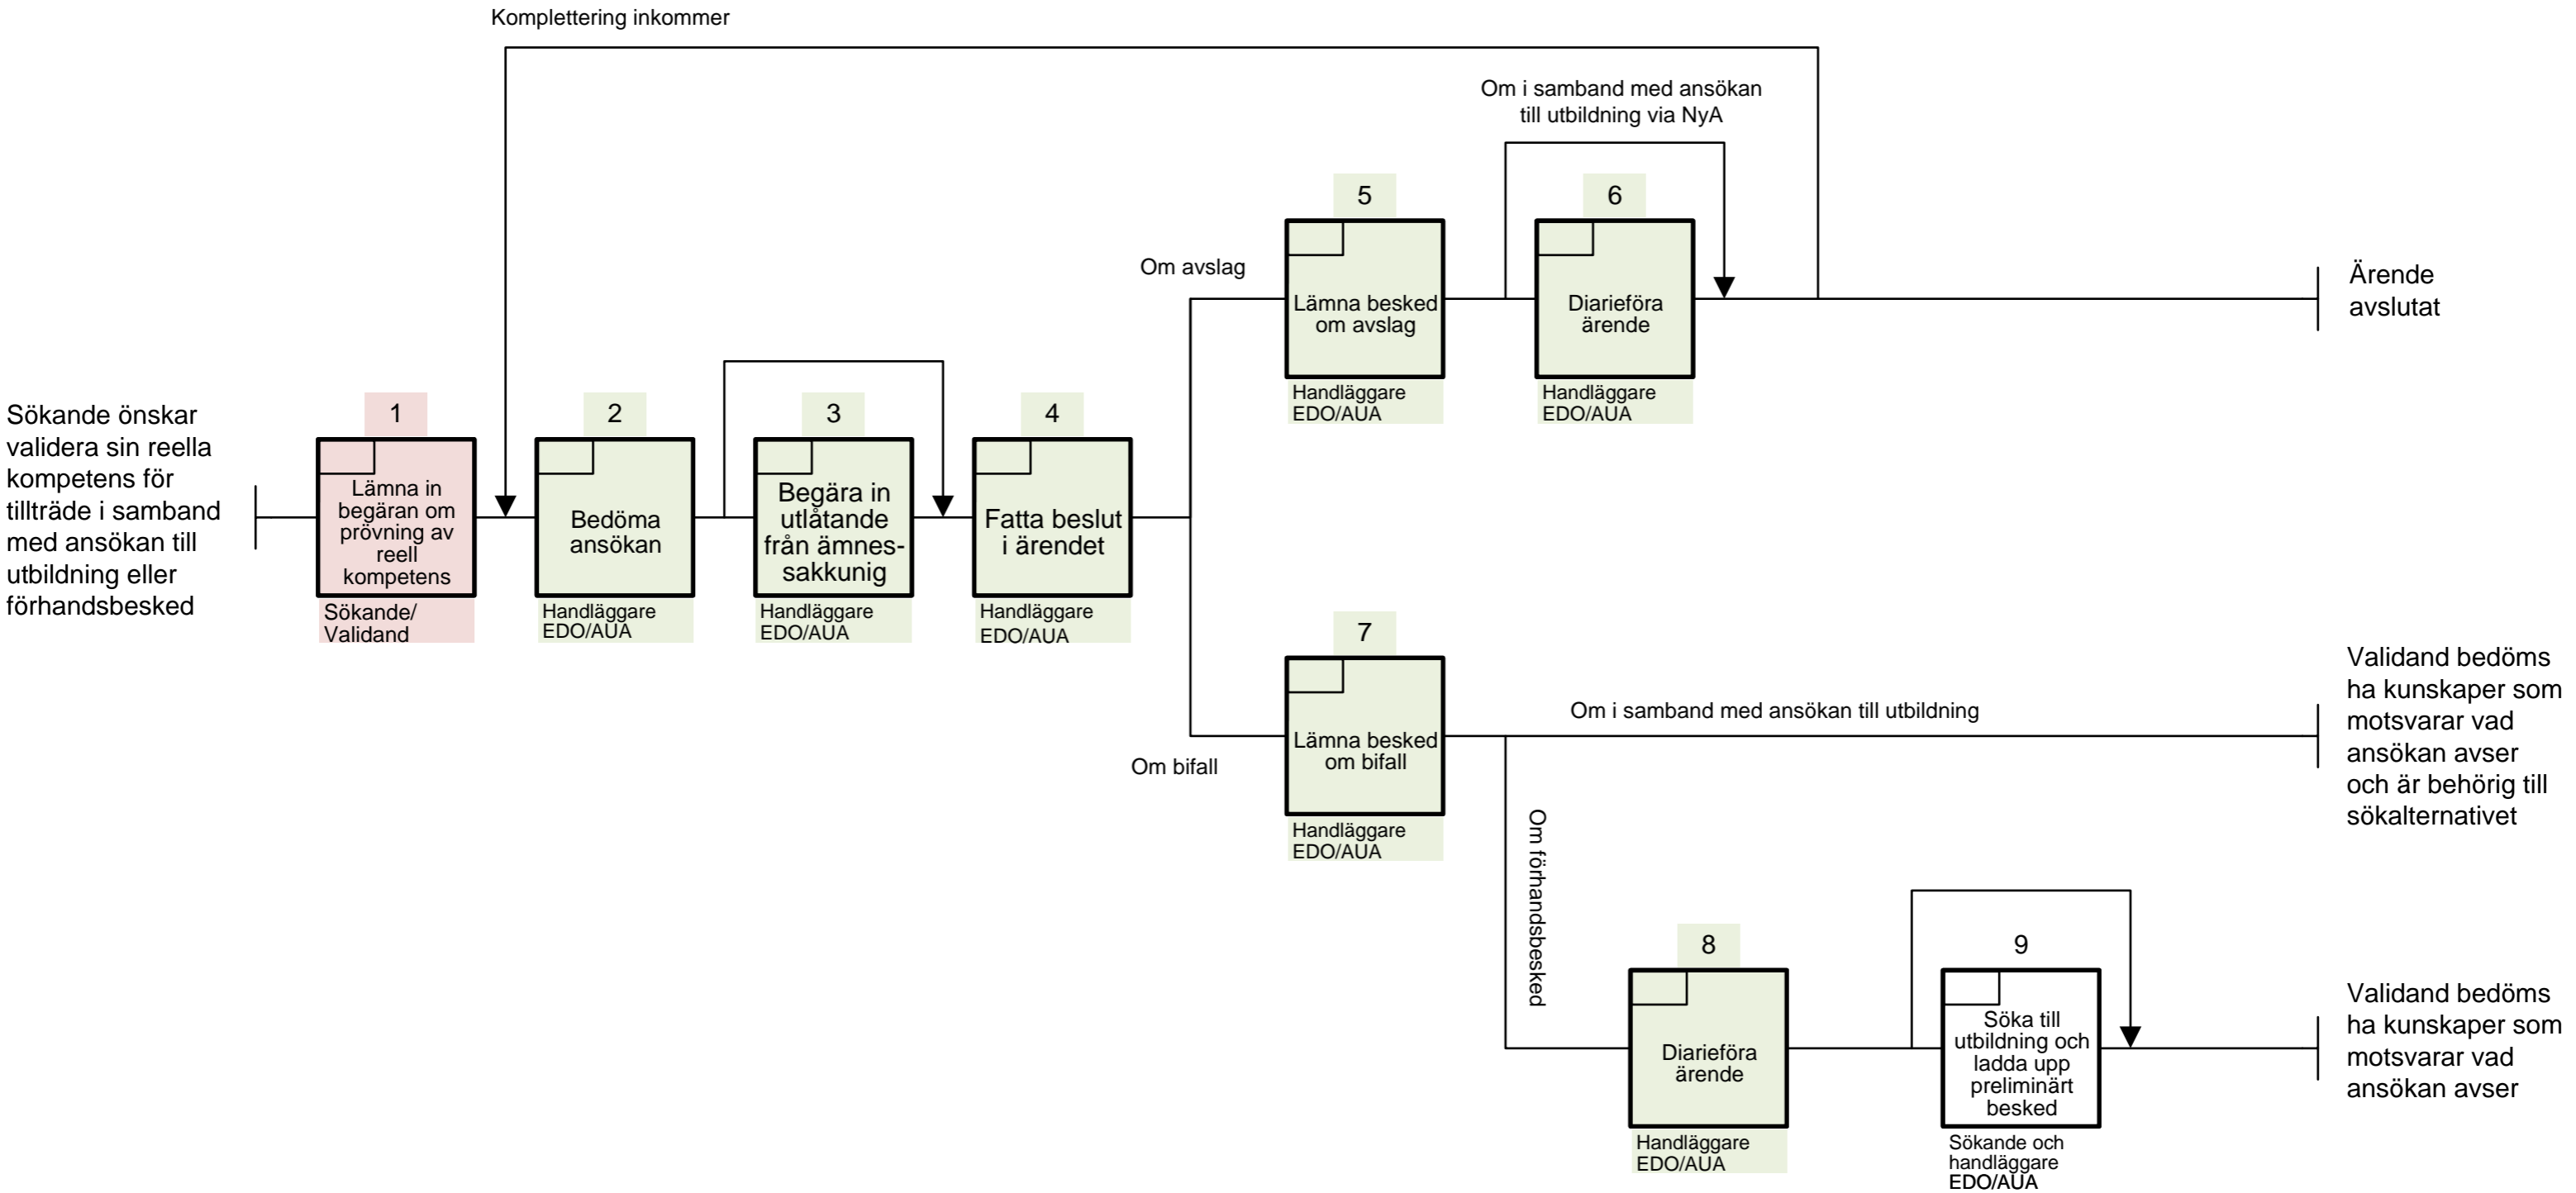 Komplettering inkommer
Om i samband med ansökan
till utbildning via NyA
5
6
Om avslag
Lämna besked
om avslag
Diarieföra
ärende
Ärende
avslutat
Handläggare
EDO/AUA
Handläggare
EDO/AUA
Sökande önskar
validera sin reella
kompetens för
tillträde i samband
med ansökan till
utbildning eller
förhandsbesked
1
2
3
4
Lämna in
begäran om
prövning av
reell
kompetens
Bedöma
ansökan
Begära in
utlåtande
från ämnes-
sakkunig
Fatta beslut
i ärendet
Sökande/
Validand
Handläggare
EDO/AUA
Handläggare
EDO/AUA
Handläggare
EDO/AUA
7
Om bifall
Lämna besked
om bifall
Handläggare
EDO/AUA
Om i samband med ansökan till utbildning
Validand bedöms
ha kunskaper som
motsvarar vad
ansökan avser
och är behörig till
sökalternativet
Om förhandsbesked
8
9
Diarieföra
ärende
Söka till
utbildning och
ladda upp
preliminärt
besked
Handläggare
EDO/AUA
Sökande och
handläggare
EDO/AUA
Validand bedöms
ha kunskaper som
motsvarar vad
ansökan avser